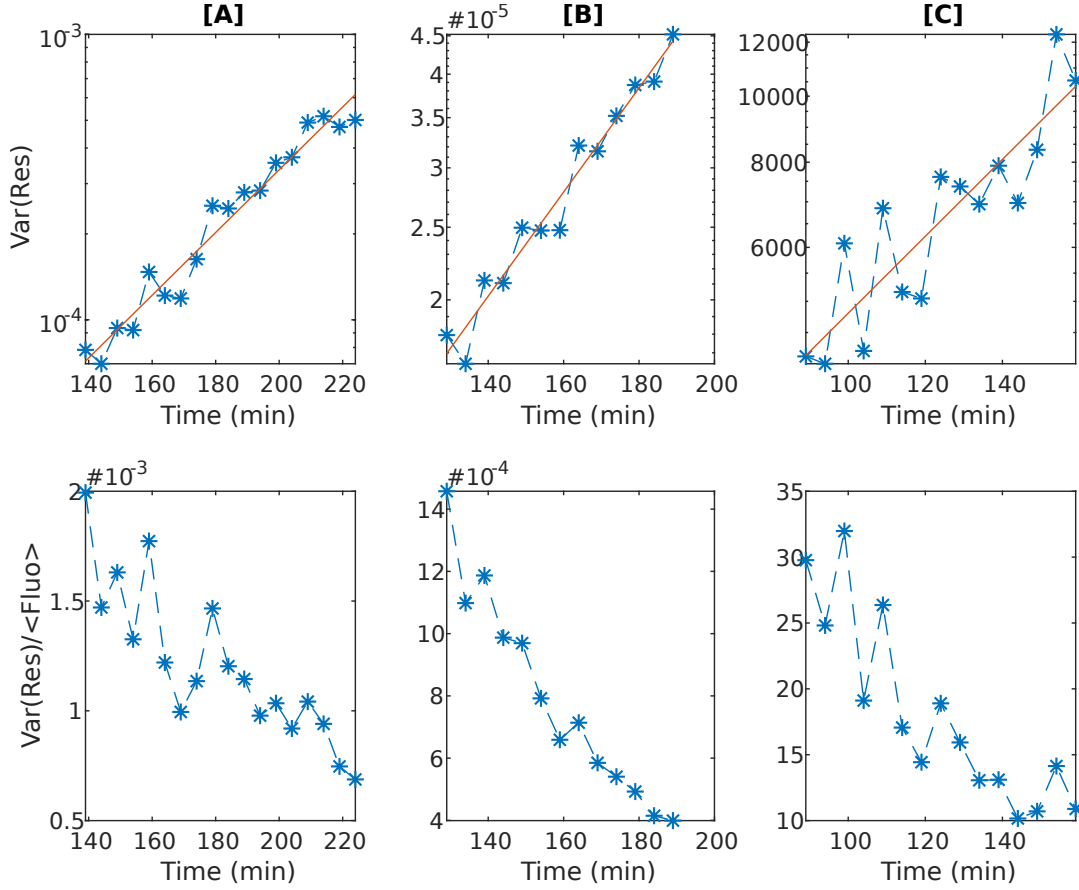 [A] [B] [C]
Var(Res)
10^-3
10^-4
140 160 180 200 220
Time (min)
#10^-5
4.5
3.5
3
2.5
2
140 160 180 200
Time (min)
12000
10000
8000
6000
100 120 140
Time (min)
Var(Res)/<Fluo>
#10^-3
2
1.5
1
0.5
140 160 180 200 220
Time (min)
#10^-4
14
12
10
8
6
4
140 160 180 200
Time (min)
35
30
25
20
15
10
100 120 140
Time (min)